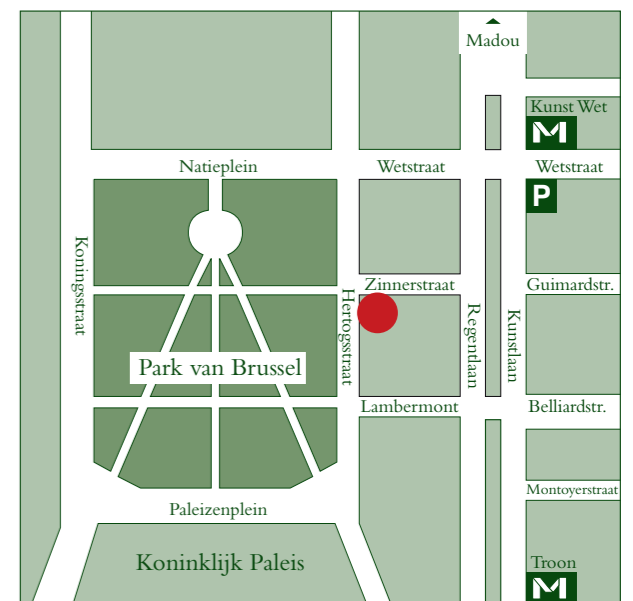 Madou
Kunst Wet
M
Natieplein
Wetstraat
Wetstraat
P
Koningsstraat
Zinnerstraat
Guimardstr.
Hertogsstraat
Regentlaan
Kunstlaan
Park van Brussel
Lambermont
Belliardstr.
Montoyerstraat
Paleizenplein
Koninklijk Paleis
Troon
M